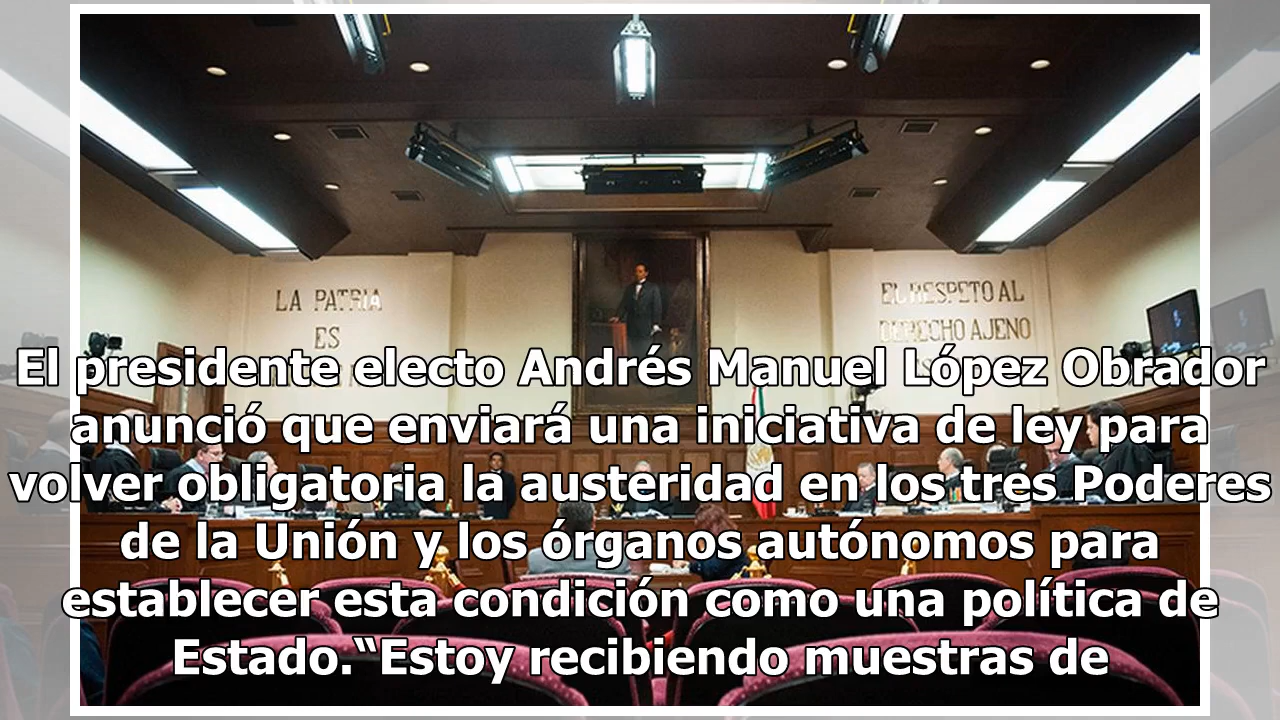 LA PATRIA
ES
EL RESPETO AL
DERECHO AJENO
El presidente electo Andrés Manuel López Obrador
anunció que enviará una iniciativa de ley para
volver obligatoria la austeridad en los tres Poderes
de la Unión y los órganos autónomos para
establecer esta condición como una política de
Estado.“Estoy recibiendo muestras de